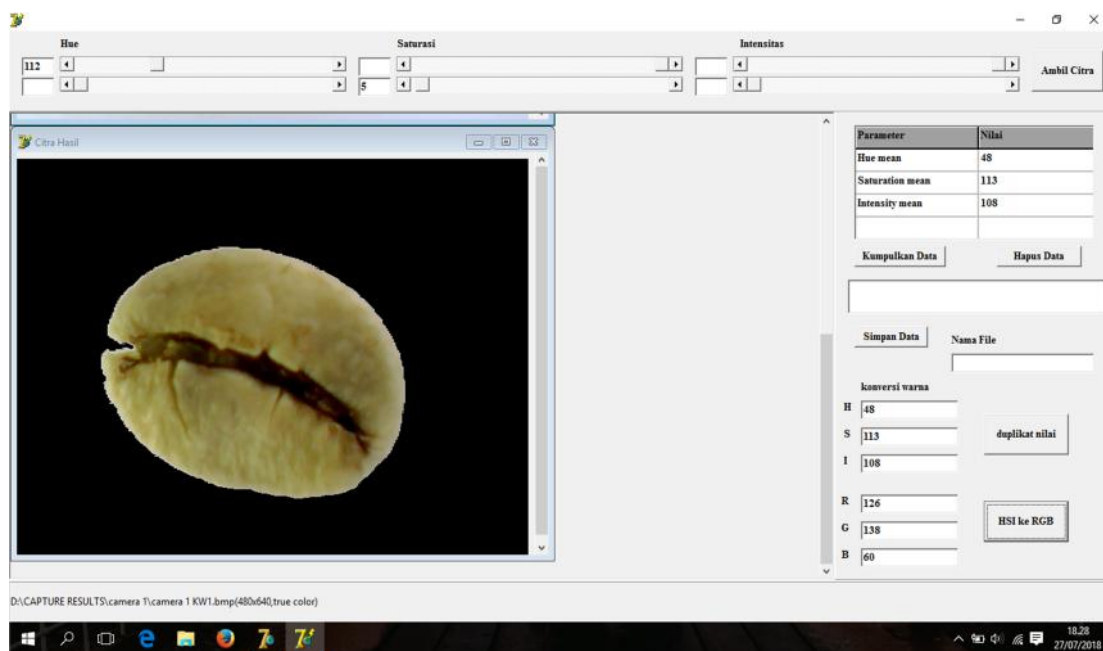 Hue
Saturasi
Intensitas
112
5
Ambil Citra
Citra Hasil
Parameter Nilai
Hue mean 48
Saturation mean 113
Intensity mean 108
Kumpulkan Data Hapus Data
Simpan Data Nama File
konversi warna
H 48
S 113 duplikat nilai
I 108
R 126
G 138 HSI ke RGB
B 60
D:\CAPTURE RESULTS\camera 1\camera 1 KW1.bmp(480x640,true color)
18.28
27/07/2018